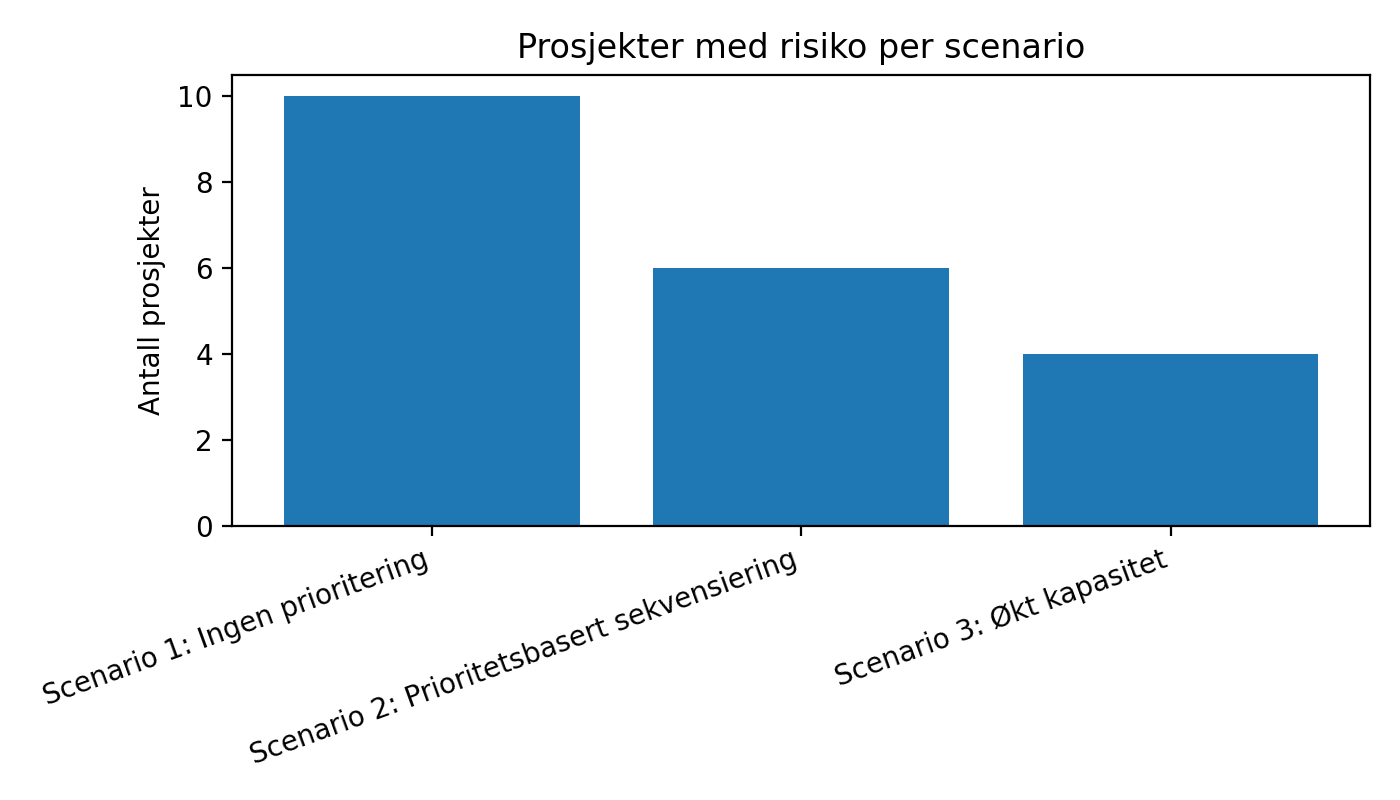 Prosjekter med risiko per scenario
Antall prosjekter
10
8
6
4
2
0
Scenario 1: Ingen prioritering
Scenario 2: Prioritetsbasert sekvensiering
Scenario 3: Økt kapasitet